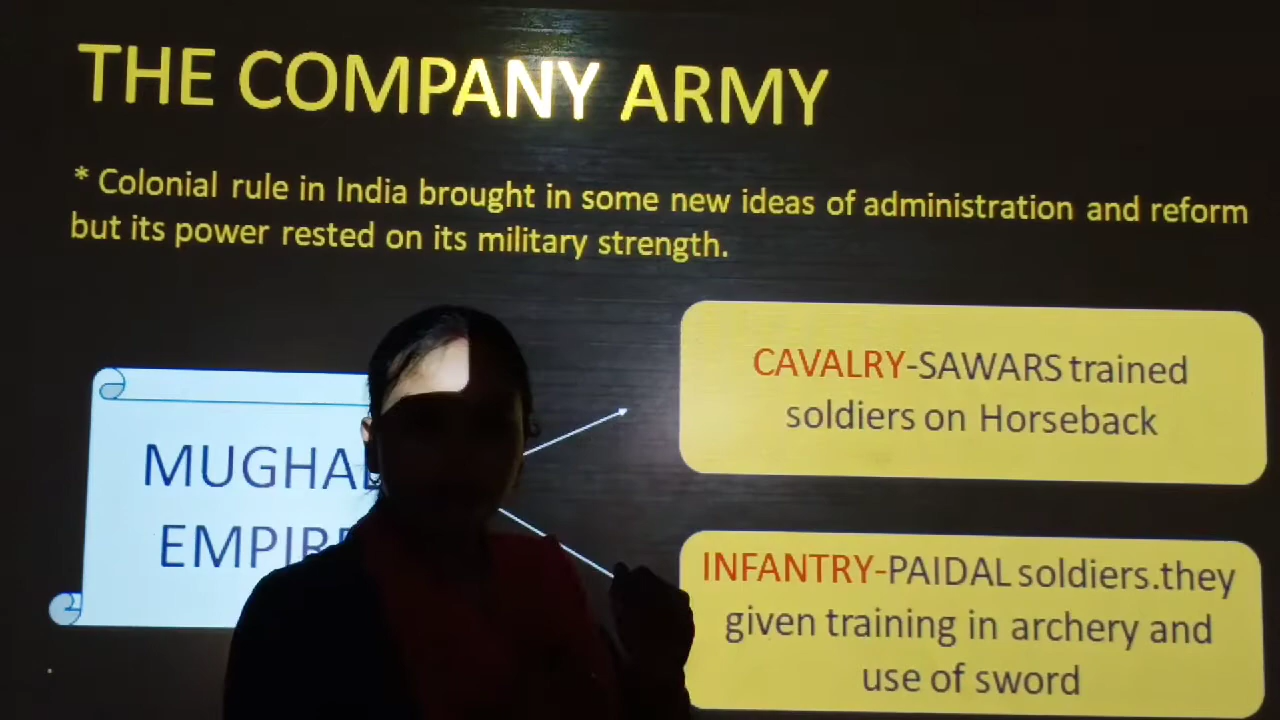 THE COMPANY ARMY
* Colonial rule in India brought in some new ideas of administration and reform
but its power rested on its military strength.
MUGHAL
EMPIRE
CAVALRY-SAWARS trained
soldiers on Horseback
INFANTRY-PAIDAL soldiers.they
given training in archery and
use of sword